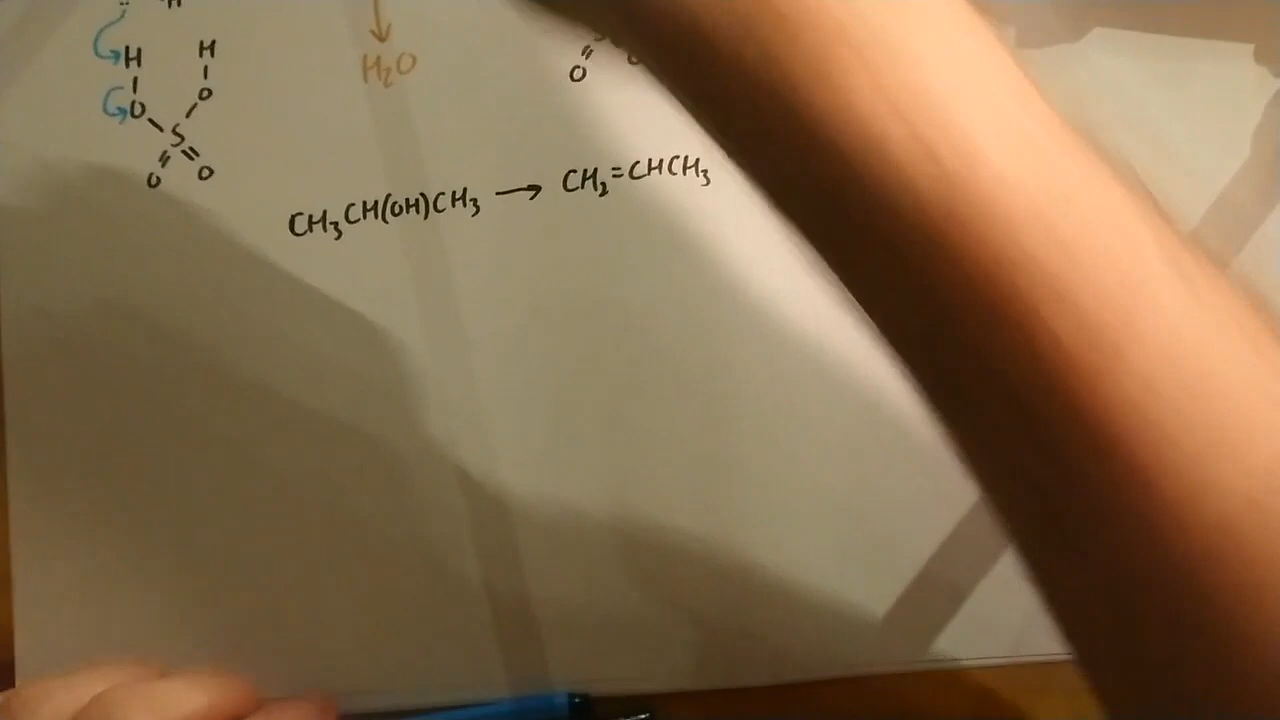 H
H H
H₂O
O
O O
S
O O
CH₃CH(OH)CH₃ → CH₂=CHCH₃